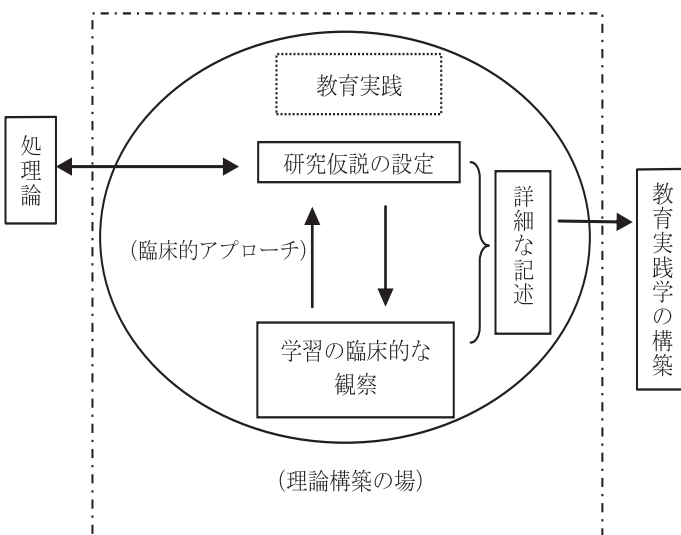 教育実践
処理論
研究仮説の設定
(臨床的アプローチ)
詳細な記述
教育実践学の構築
学習の臨床的な
観察
(理論構築の場)